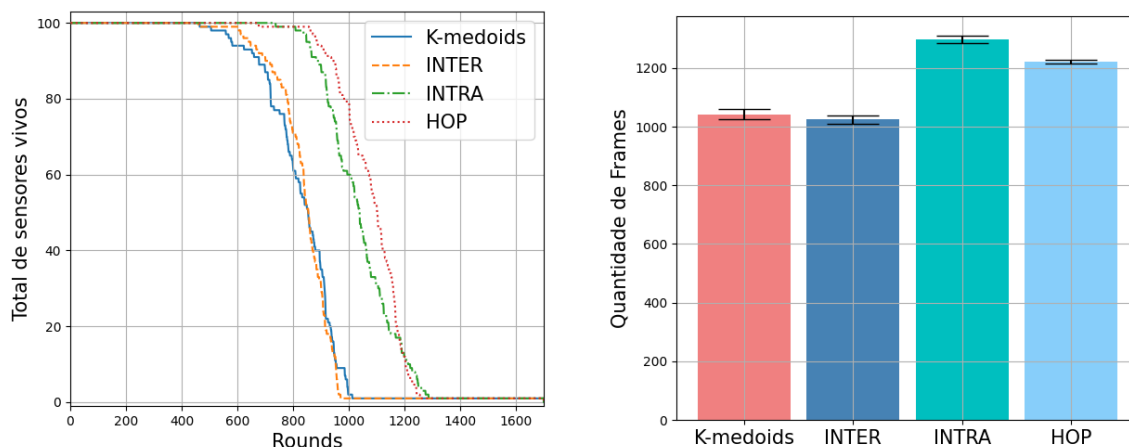 Total de sensores vivos
100
80
60
40
20
0
K-medoids
INTER
INTRA
HOP
0 200 400 600 800 1000 1200 1400 1600
Rounds
Quantidade de Frames
1200
1000
800
600
400
200
0
K-medoids INTER INTRA HOP